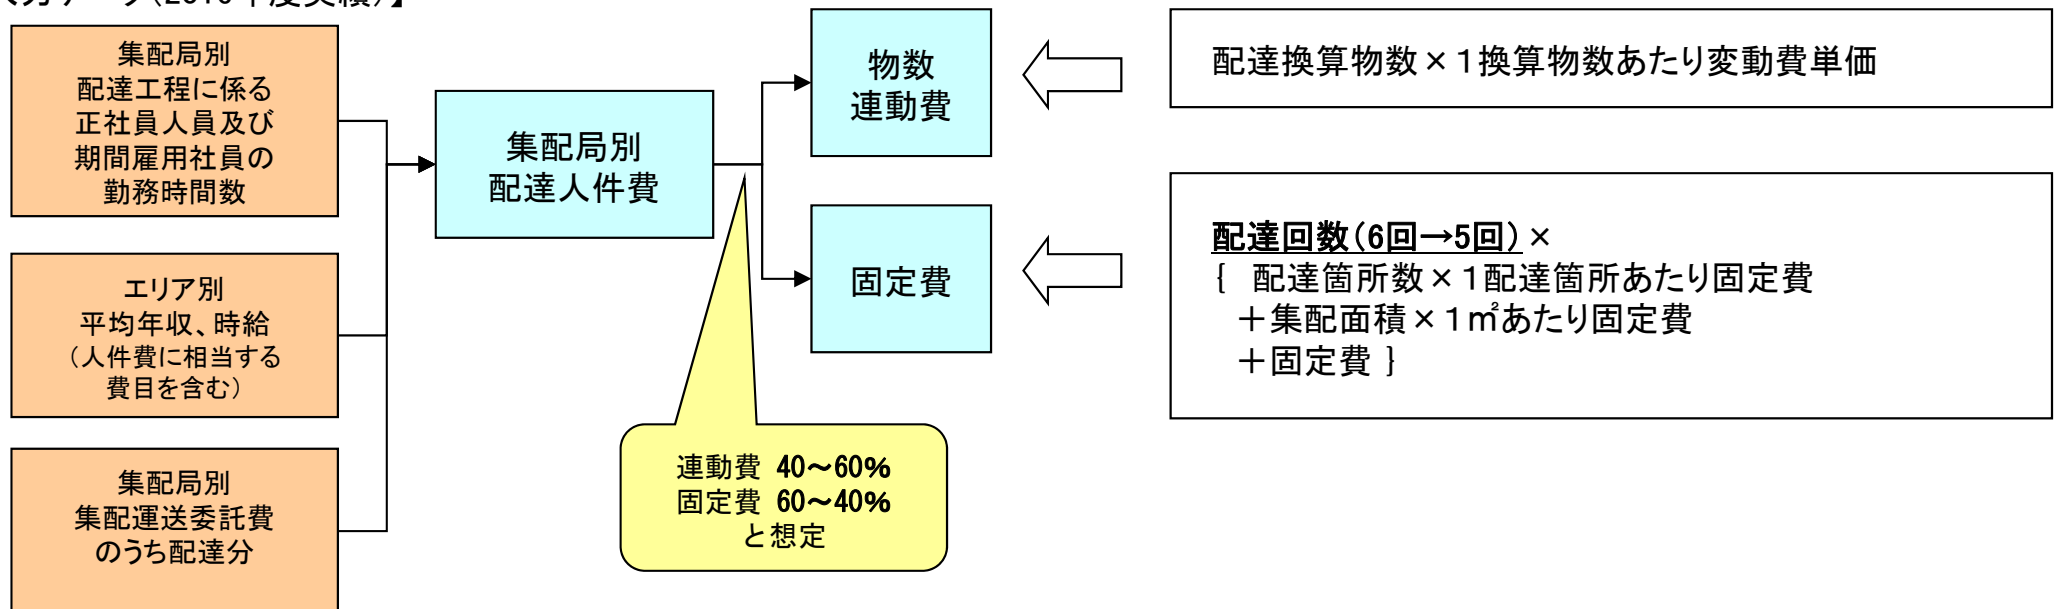 集配局別
配達工程に係る
正社員人員及び
期間雇用社員の
勤務時間数
エリア別
平均年収、時給
（人件費に相当する
費目を含む）
集配局別
集配運送委託費
のうち配達分
集配局別
配達人件費
連動費 40～60%
固定費 60～40%
と想定
物数
連動費
固定費
配達換算物数×１換算物数あたり変動費単価
配達回数（6回→5回）×
{ 配達箇所数×１配達箇所あたり固定費
＋集配面積×１㎡あたり固定費
＋固定費 }